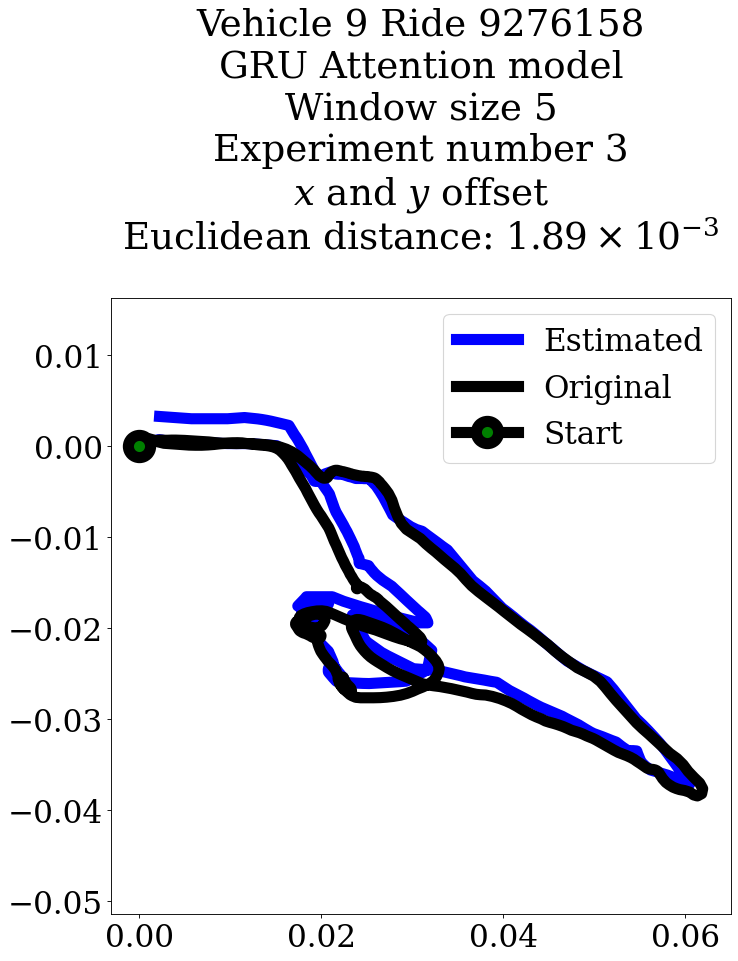 Vehicle 9 Ride 9276158
GRU Attention model
Window size 5
Experiment number 3
x and y offset
Euclidean distance: 1.89 × 10⁻³
Estimated
Original
Start
0.01
0.00
−0.01
−0.02
−0.03
−0.04
−0.05
0.00 0.02 0.04 0.06